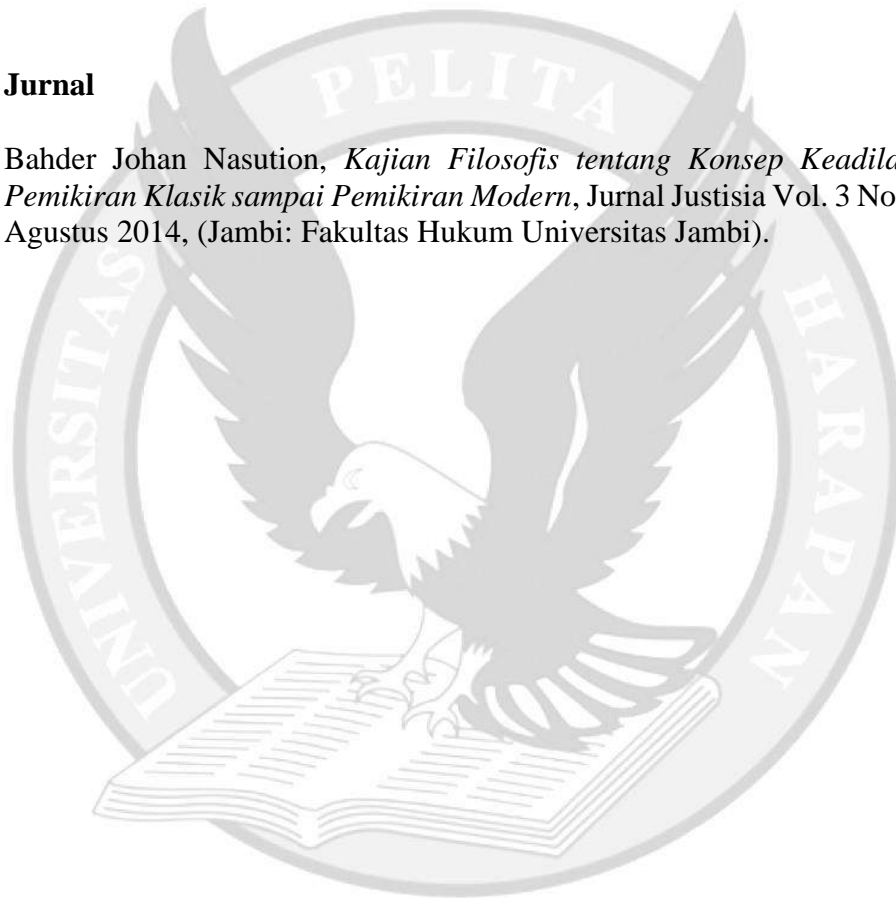 Jurnal
Bahder Johan Nasution, Kajian Filosofis tentang Konsep
Pemikiran Klasik sampai Pemikiran Modern, Jurnal Justisia Vol. 3 No
Agustus 2014, (Jambi: Fakultas Hukum Universitas Jambi).
UNIVERSITAS PELITA HARAPAN